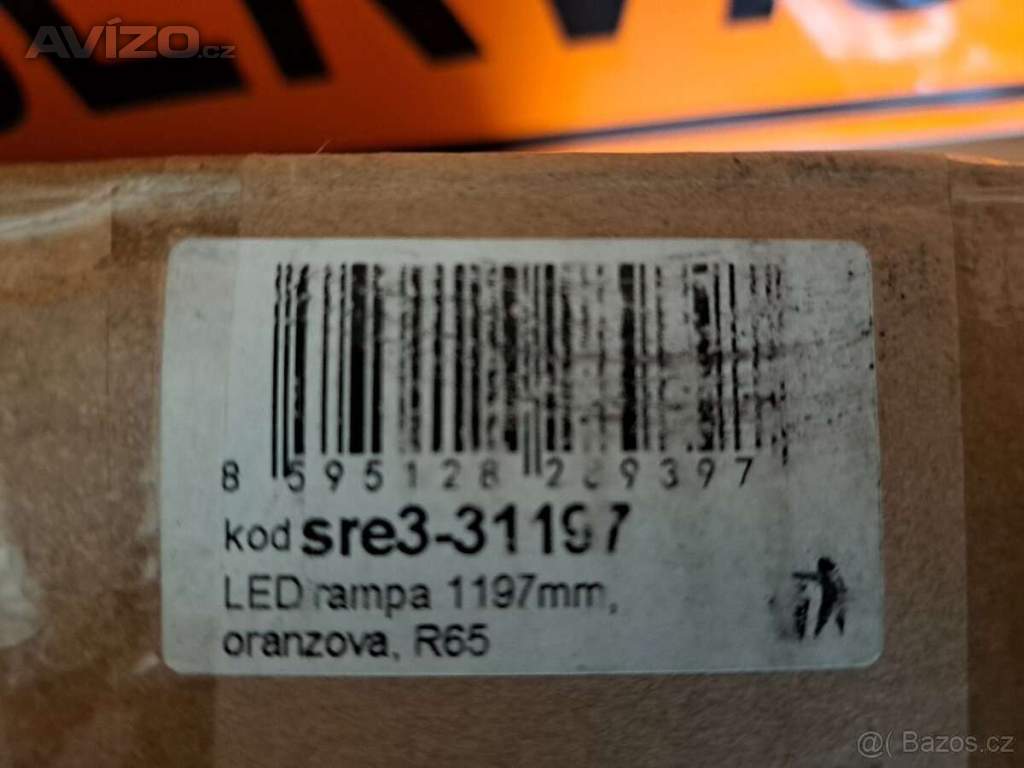 AVÍZO.cz
8 595128 289397
kod sre3-31197
LED rampa 1197mm,
oranzova, R65
@( Bazos.cz